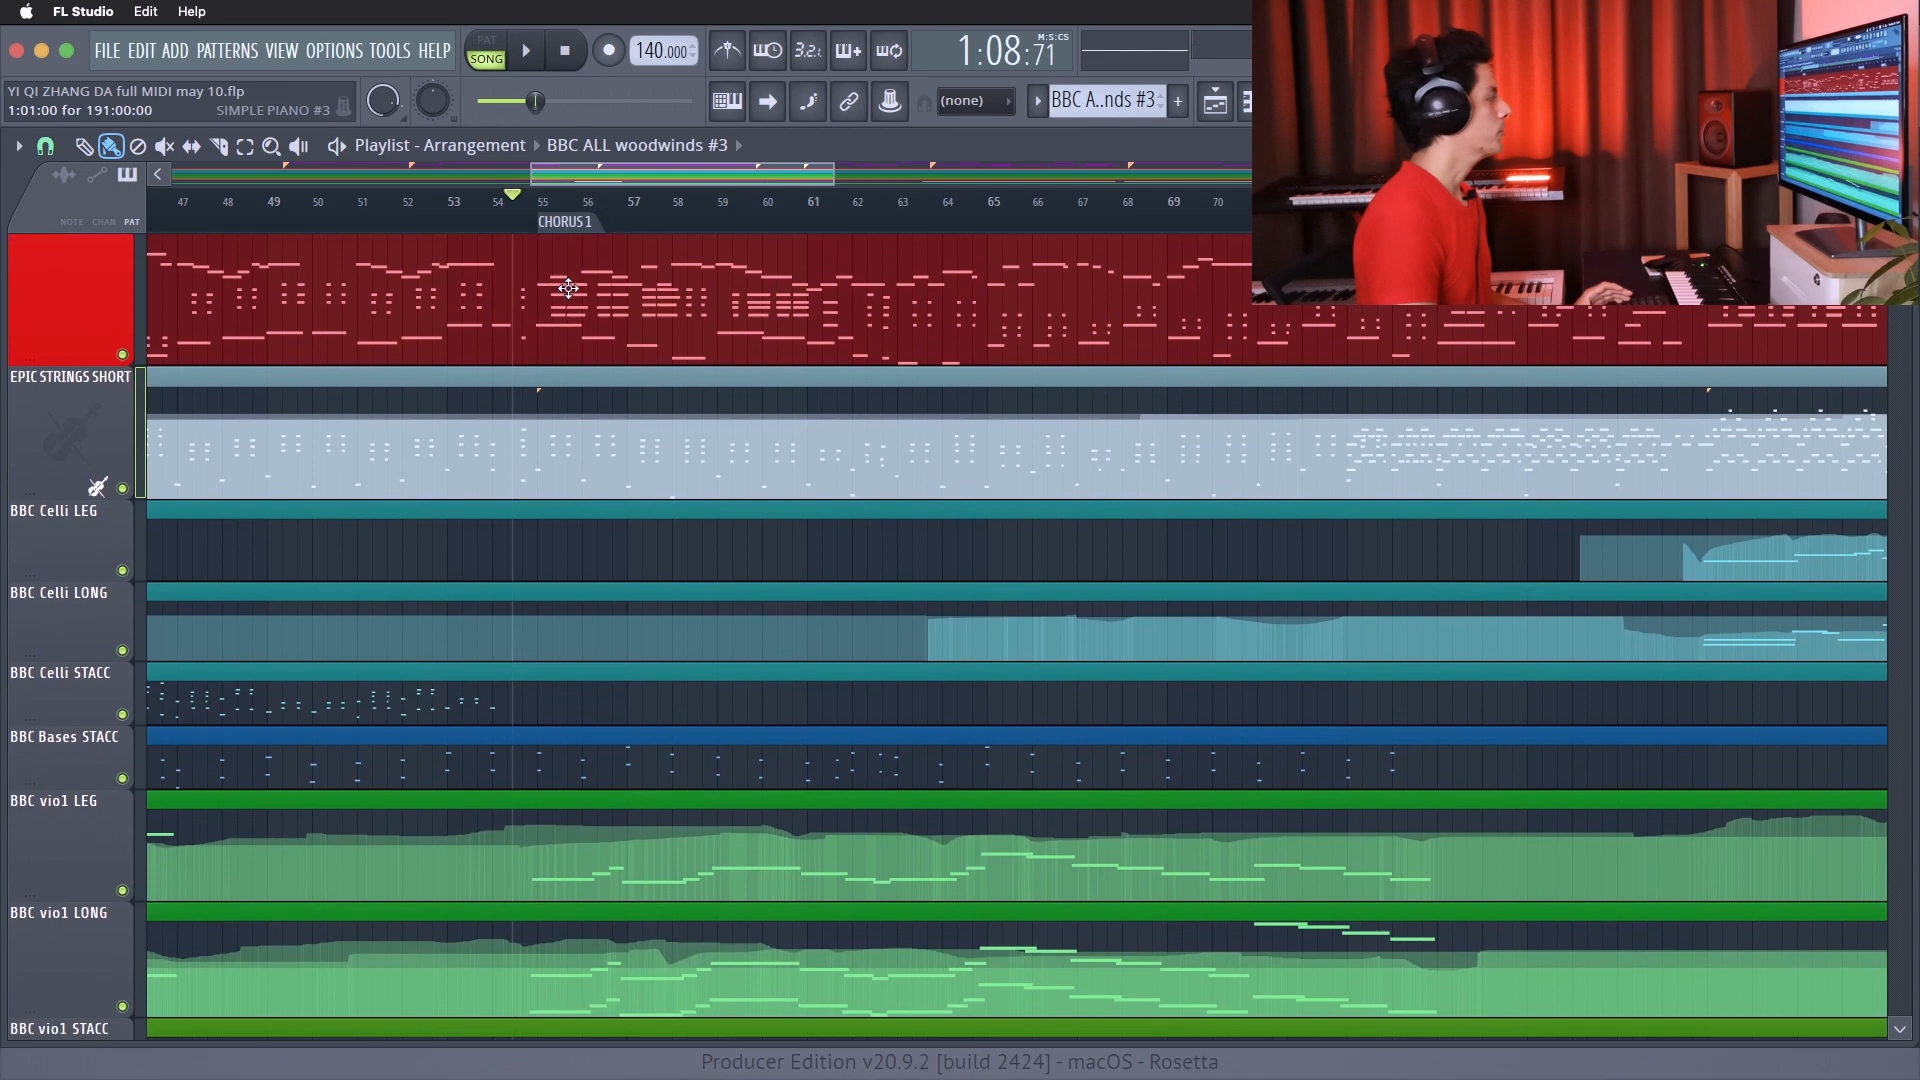 FL Studio Edit Help
FILE EDIT ADD PATTERNS VIEW OPTIONS TOOLS HELP
PAT
SONG
140.000
3.2.
1:08:71
M:S:CS
YI QI ZHANG DA full MIDI may 10.flp
1:01:00 for 191:00:00
SIMPLE PIANO #3
(none)
BBC A..nds #3
Playlist - Arrangement
BBC ALL woodwinds #3
NOTE CHAN PAT
47 48 49 50 51 52 53 54 55 56 57 58 59 60 61 62 63 64 65 66 67 68 69 70
CHORUS 1
EPIC STRINGS SHORT
BBC Celli LEG
BBC Celli LONG
BBC Celli STACC
BBC Bases STACC
BBC vio1 LEG
BBC vio1 LONG
BBC vio1 STACC
Producer Edition v20.9.2 [build 2424] - macOS - Rosetta